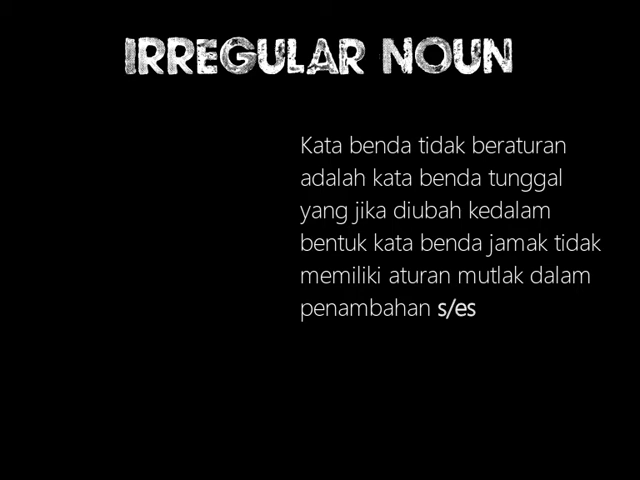 IRREGULAR NOUN
Kata benda tidak beraturan
adalah kata benda tunggal
yang jika diubah kedalam
bentuk kata benda jamak tidak
memiliki aturan mutlak dalam
penambahan s/es